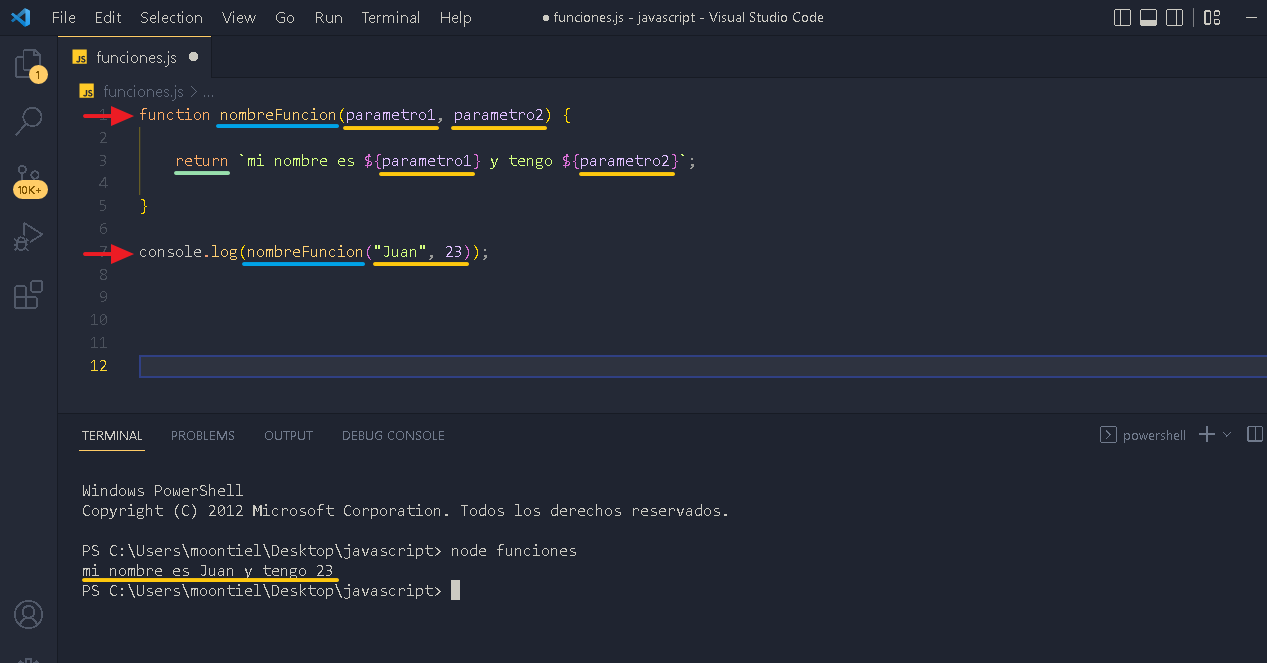 File Edit Selection View Go Run Terminal Help ● funciones.js - javascript - Visual Studio Code
JS funciones.js ●
1
JS funciones.js > ...
1 function nombreFuncion(parametro1, parametro2) {
2
3 return `mi nombre es ${parametro1} y tengo ${parametro2}`;
4
10K+
5 }
6
7 console.log(nombreFuncion("Juan", 23));
8
9
10
11
12
TERMINAL PROBLEMS OUTPUT DEBUG CONSOLE powershell
Windows PowerShell
Copyright (C) 2012 Microsoft Corporation. Todos los derechos reservados.
PS C:\Users\moontiel\Desktop\javascript> node funciones
mi nombre es Juan y tengo 23
PS C:\Users\moontiel\Desktop\javascript>